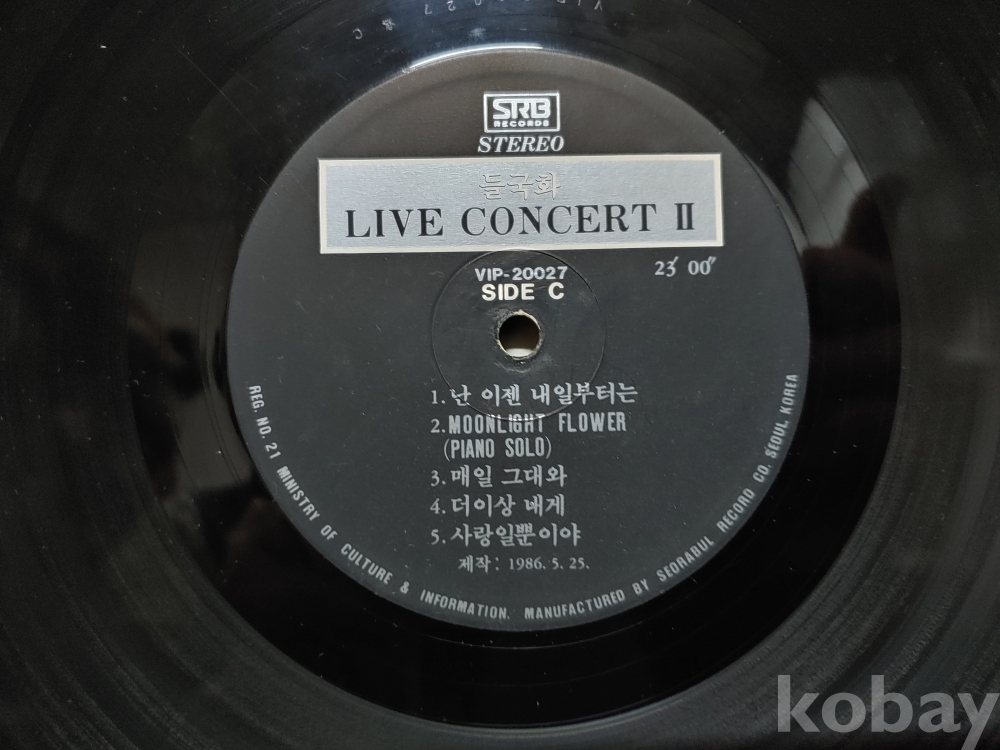 SRB
RECORDS
STEREO
들국화
LIVE CONCERT II
VIP-20027
23′ 00″
SIDE C
1. 난 이젠 내일부터는
2. MOONLIGHT FLOWER
(PIANO SOLO)
3. 매일 그대와
4. 더이상 내게
5. 사랑일뿐이야
제작: 1986. 5. 25.
REG. NO. 21 MINISTRY OF CULTURE & INFORMATION. MANUFACTURED BY SEORABUL RECORD CO. SEOUL KOREA
kobay